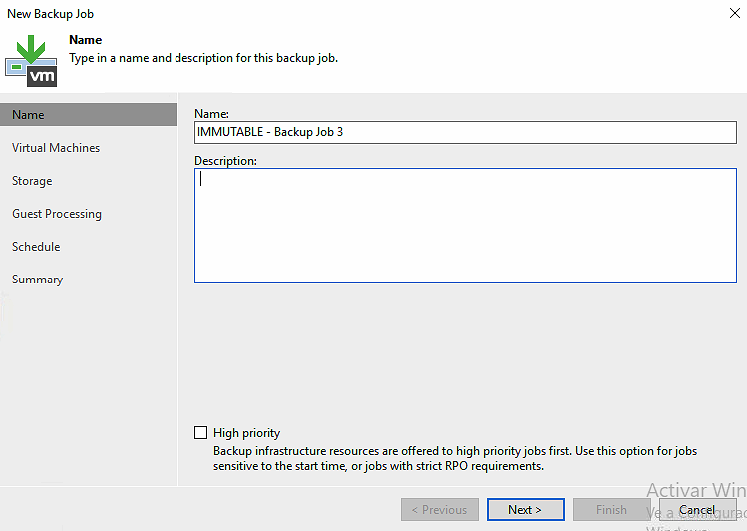 New Backup Job
Name
Type in a name and description for this backup job.
vm
Name
Virtual Machines
Storage
Guest Processing
Schedule
Summary
Name:
IMMUTABLE - Backup Job 3
Description:
High priority
Backup infrastructure resources are offered to high priority jobs first. Use this option for jobs
sensitive to the start time, or jobs with strict RPO requirements.
Activar Win
< Previous
Next >
Finish
Cancel